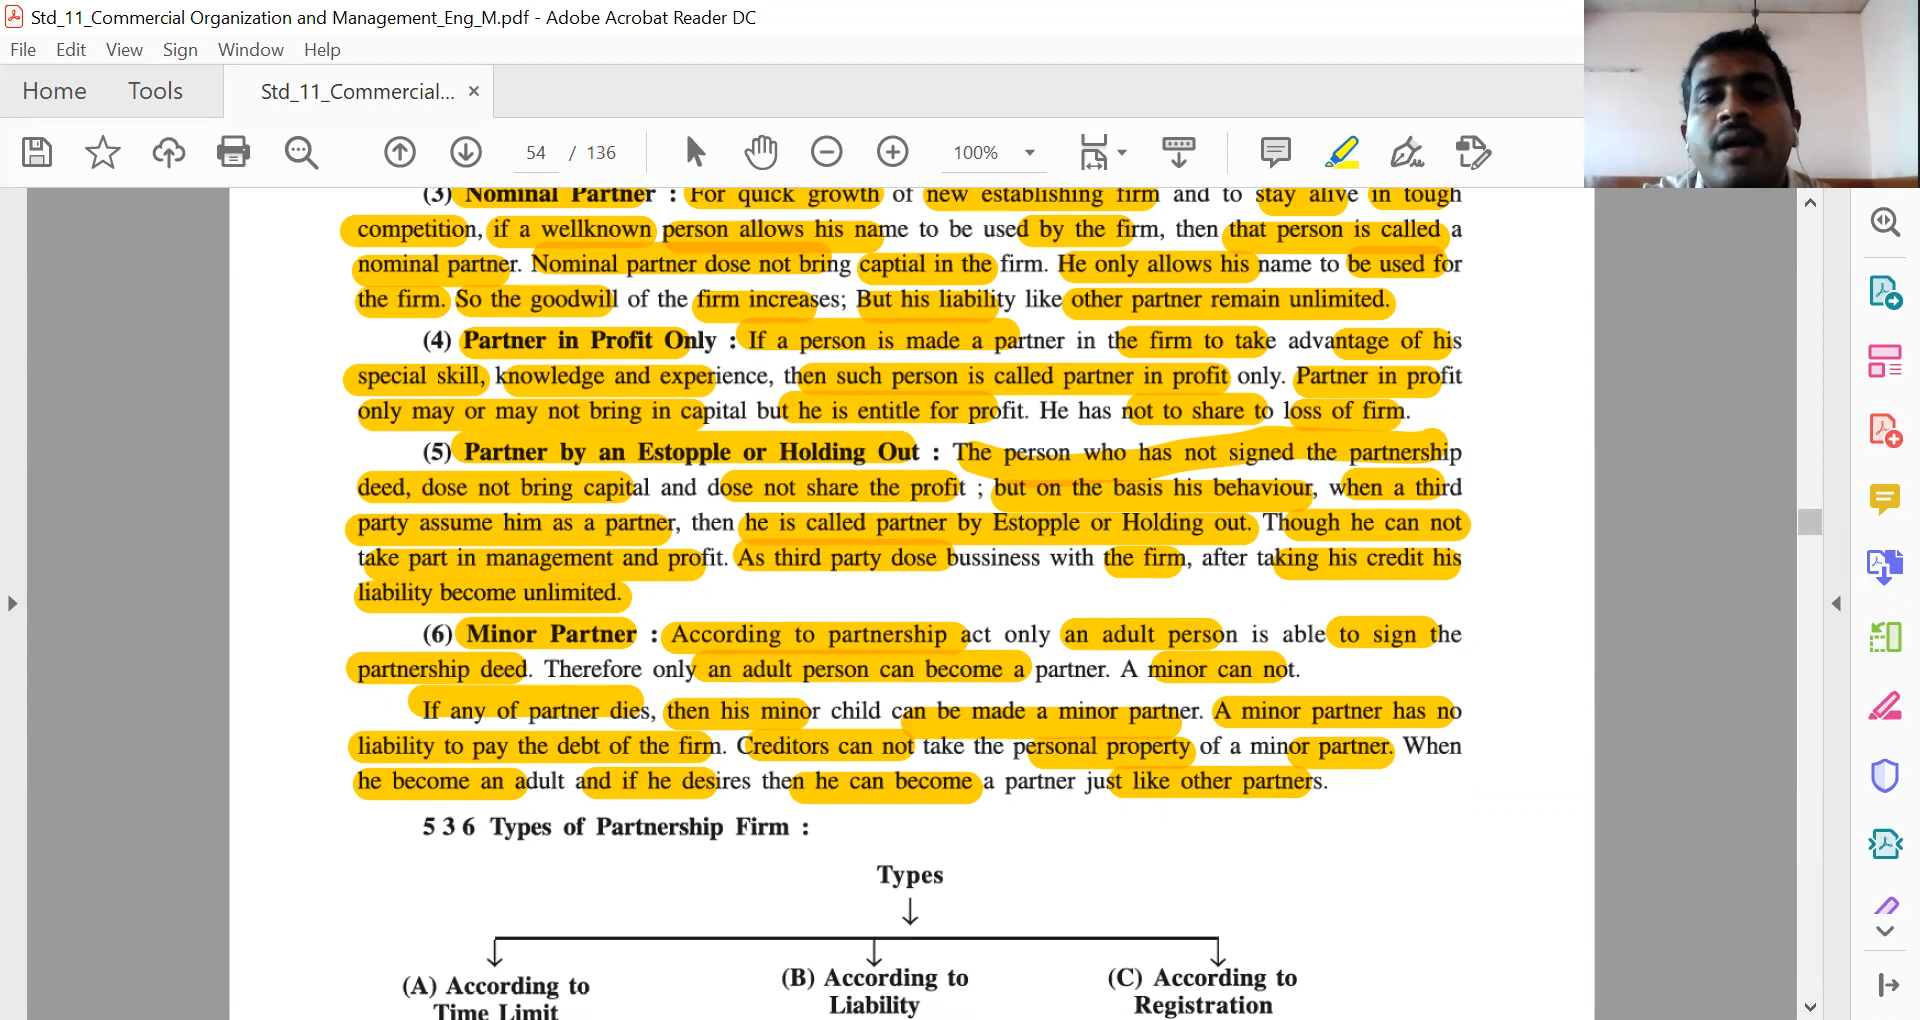 Std_11_Commercial Organization and Management_Eng_M.pdf - Adobe Acrobat Reader DC
File Edit View Sign Window Help
Home Tools Std_11_Commercial... ×
54 / 136 100%
(3) Nominal Partner : For quick growth of new establishing firm and to stay alive in tough
competition, if a wellknown person allows his name to be used by the firm, then that person is called a
nominal partner. Nominal partner dose not bring captial in the firm. He only allows his name to be used for
the firm. So the goodwill of the firm increases; But his liability like other partner remain unlimited.
(4) Partner in Profit Only : If a person is made a partner in the firm to take advantage of his
special skill, knowledge and experience, then such person is called partner in profit only. Partner in profit
only may or may not bring in capital but he is entitle for profit. He has not to share to loss of firm.
(5) Partner by an Estopple or Holding Out : The person who has not signed the partnership
deed, dose not bring capital and dose not share the profit ; but on the basis his behaviour, when a third
party assume him as a partner, then he is called partner by Estopple or Holding out. Though he can not
take part in management and profit. As third party dose bussiness with the firm, after taking his credit his
liability become unlimited.
(6) Minor Partner : According to partnership act only an adult person is able to sign the
partnership deed. Therefore only an adult person can become a partner. A minor can not.
If any of partner dies, then his minor child can be made a minor partner. A minor partner has no
liability to pay the debt of the firm. Creditors can not take the personal property of a minor partner. When
he become an adult and if he desires then he can become a partner just like other partners.
5 3 6 Types of Partnership Firm :
Types
(A) According to (B) According to (C) According to
Time Limit Liability Registration